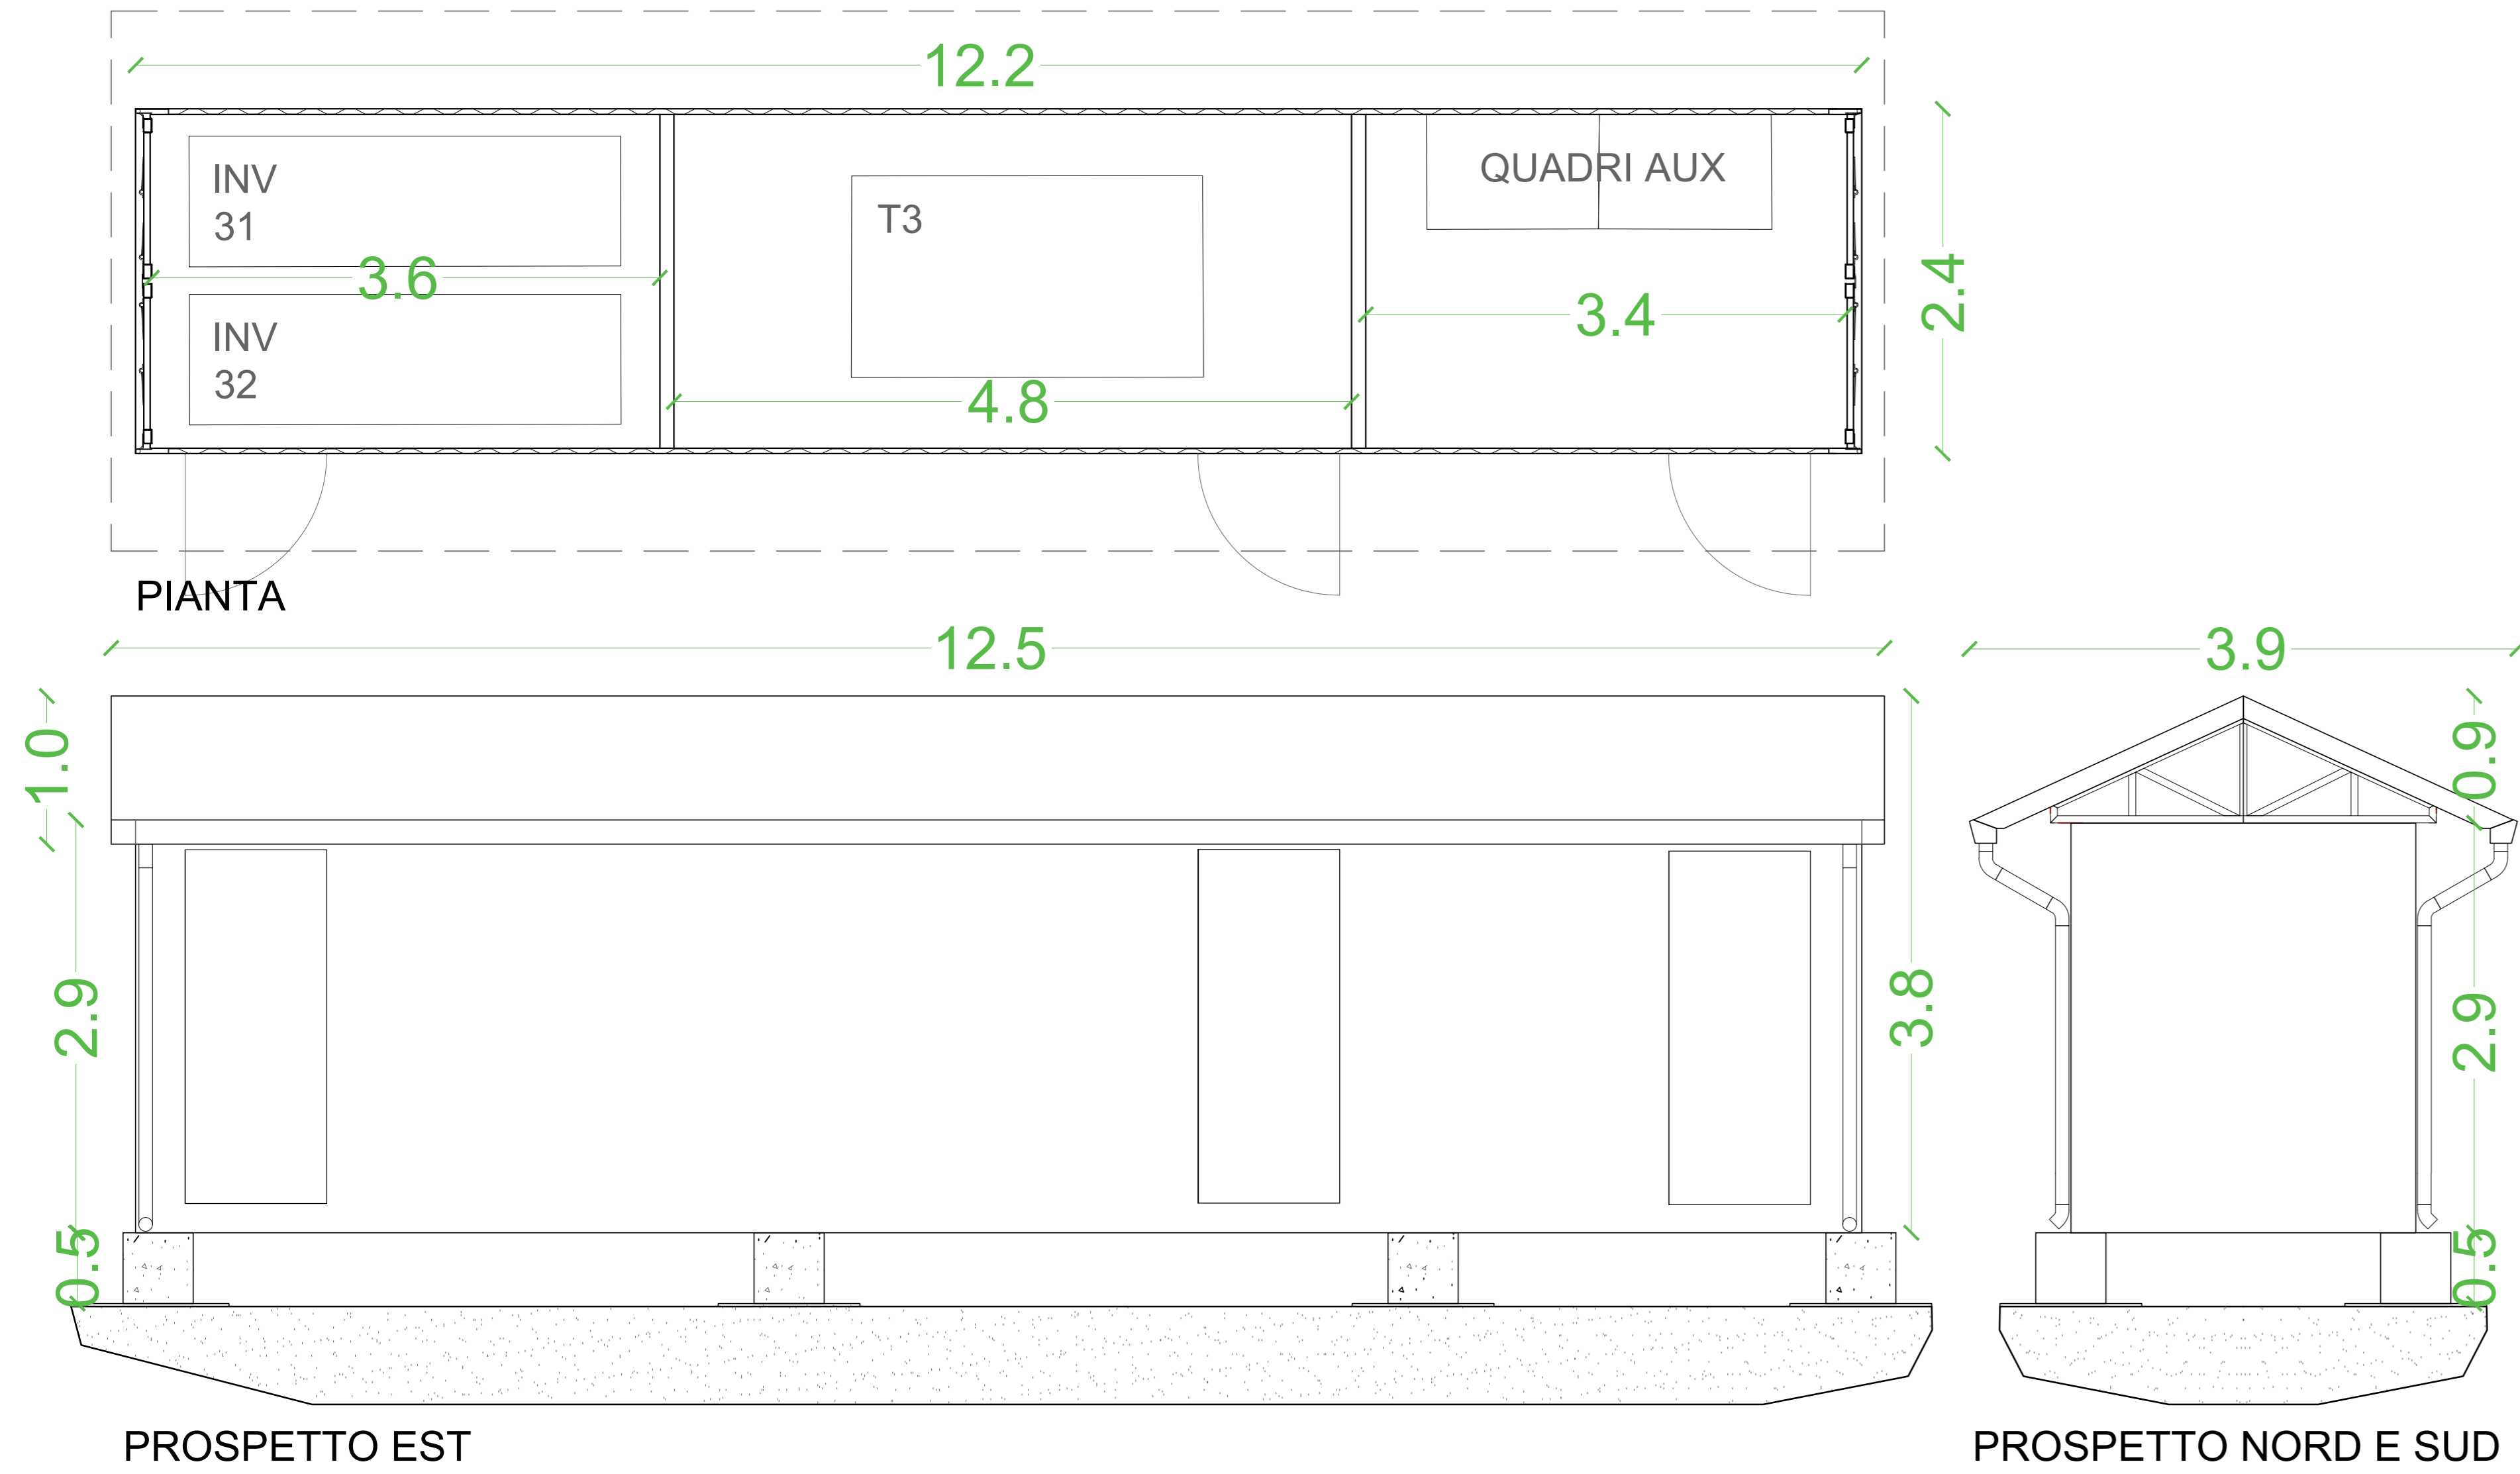 12.2
INV
31
QUADRI AUX
T3
3.6
2.4
3.4
INV
32
4.8
PIANTA
12.5
3.9
1.0
0.9
2.9
3.8
2.9
0.5
0.5
PROSPETTO EST
PROSPETTO NORD E SUD